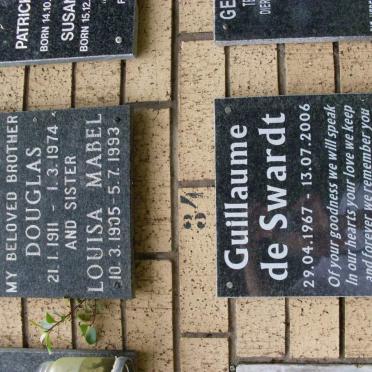 PATRIC
BORN 14.10.
SUSAN
BORN 15.12.
MY BELOVED BROTHER
DOUGLAS
21.1.1911 - 1.3.1974
AND SISTER
LOUISA MABEL
10.3.1905 - 5.7.1993
34
Guillaume
de Swardt
29.04.1967 - 13.07.2006
Of your goodness we will speak
In our hearts your love we keep
and forever we remember you